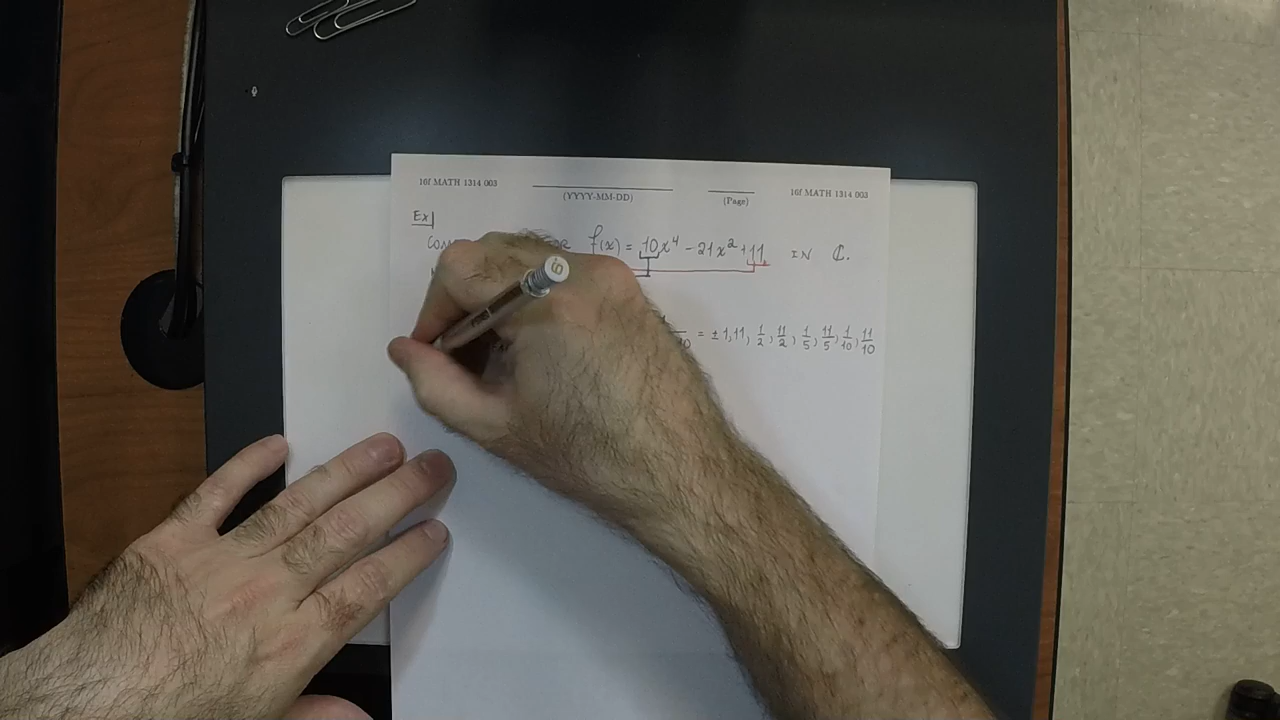 16f MATH 1314 003 (YYYY-MM-DD) (Page) 16f MATH 1314 003
Ex
f(x) = 10x⁴ - 21x² + 11 IN ℂ.
= ± 1, 11, 1/2, 11/2, 1/5, 11/5, 1/10, 11/10